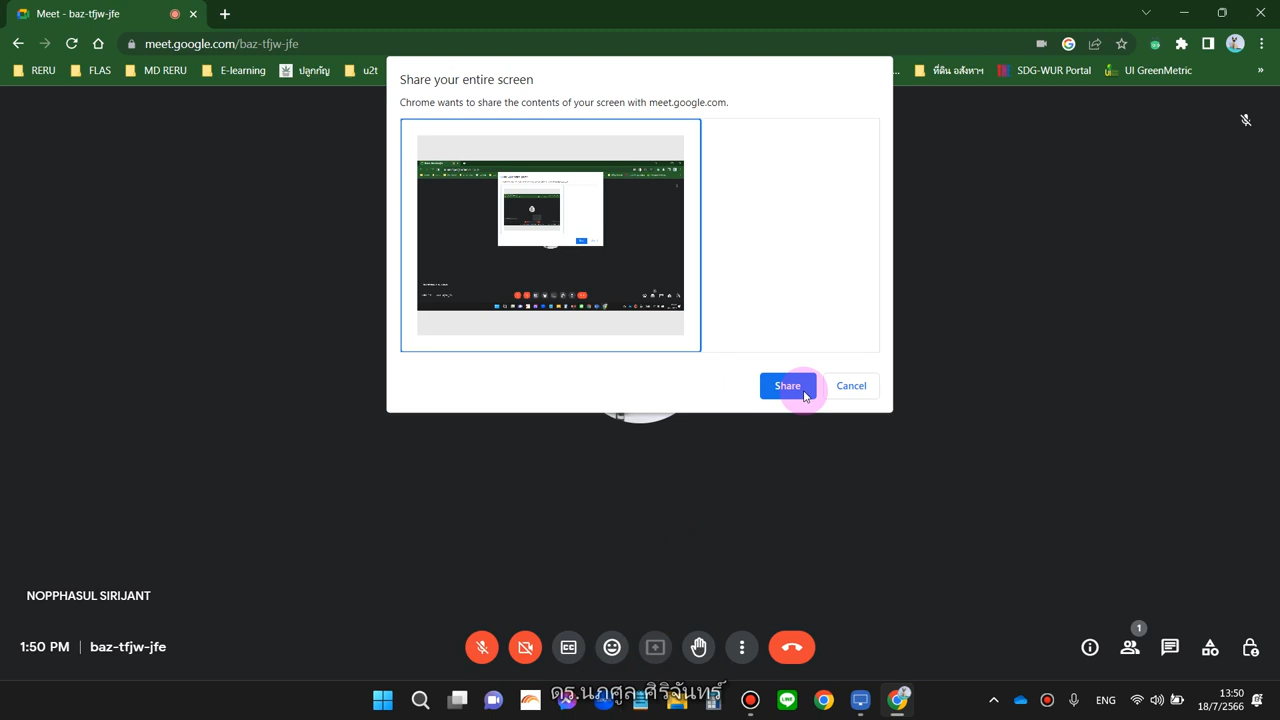 Meet - baz-tfjw-jfe
meet.google.com/baz-tfjw-jfe
RERU
FLAS
MD RERU
E-learning
ปลูกกัญ
u2t
ที่ดิน อสังหาฯ
SDG-WUR Portal
UI GreenMetric
»
Share your entire screen
Chrome wants to share the contents of your screen with meet.google.com.
Share
Cancel
NOPPHASUL SIRIJANT
1:50 PM | baz-tfjw-jfe
1
ดร.นภศูล ศิริจันทร์
ENG
13:50
18/7/2566